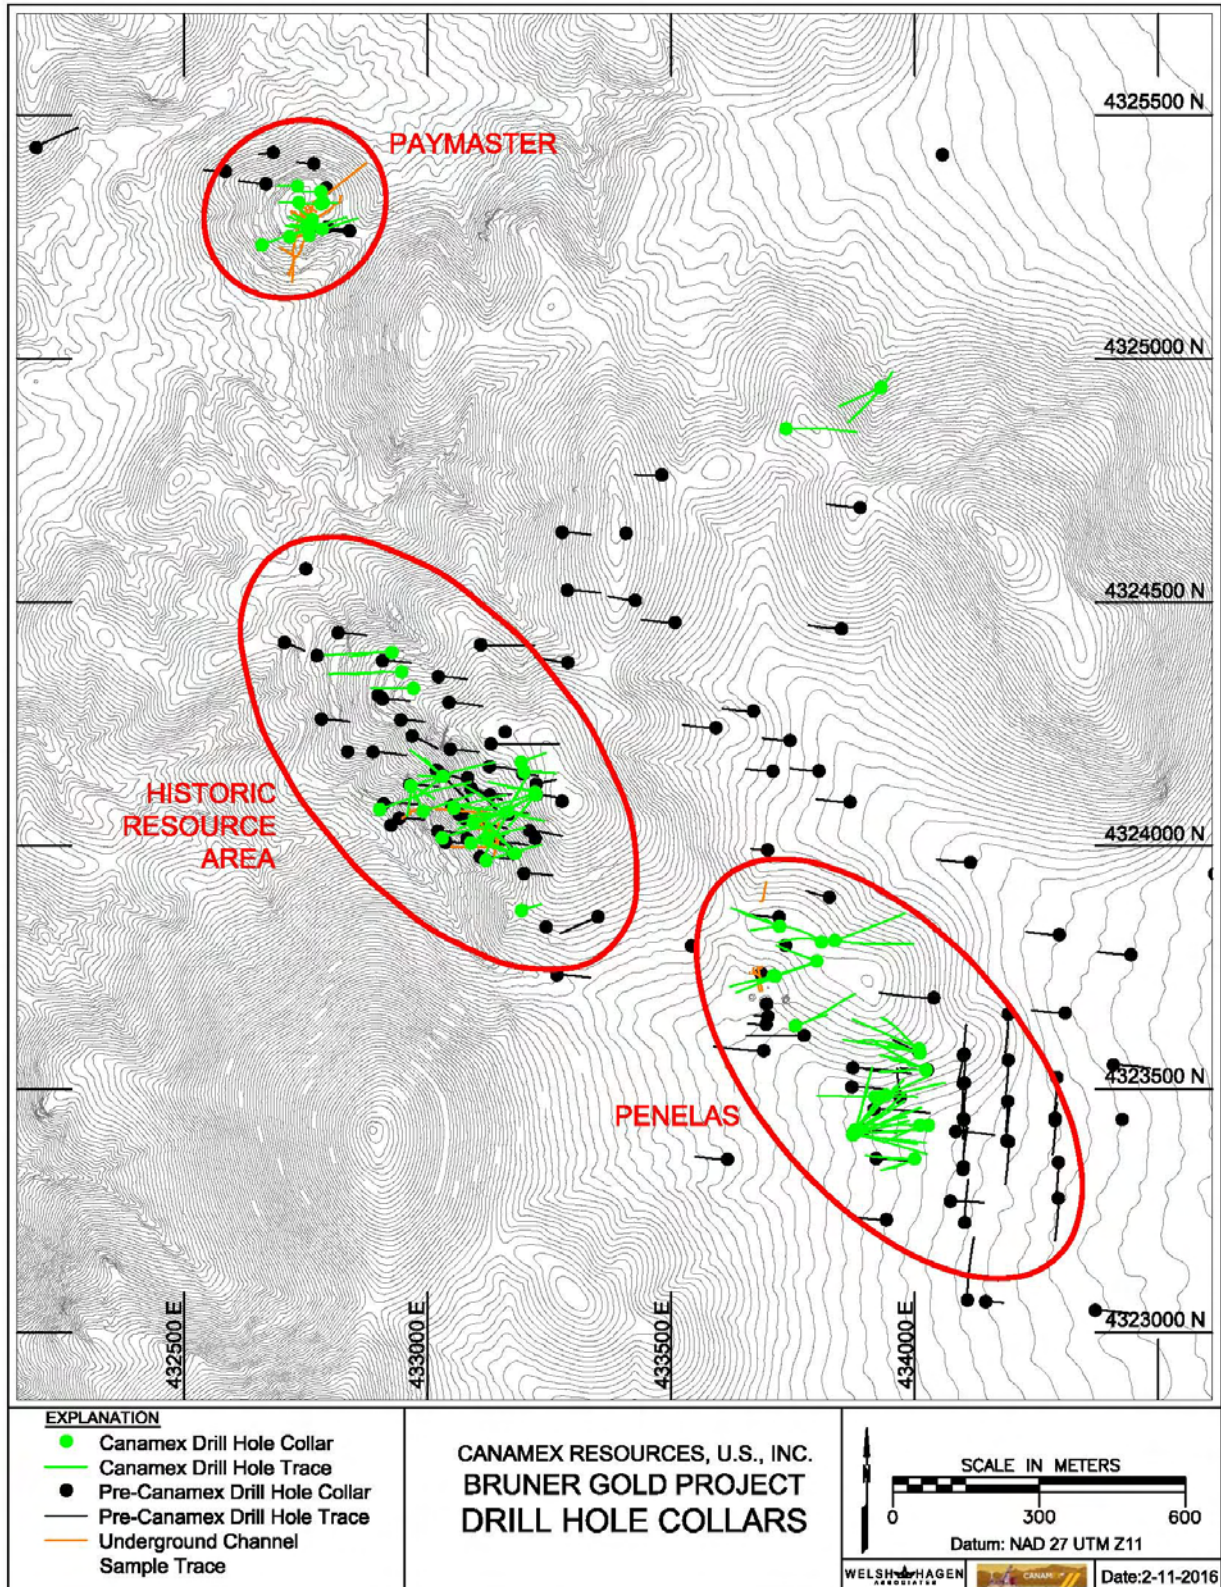 4325500 N
PAYMASTER
4325000 N
4324500 N
HISTORIC
RESOURCE
AREA
4324000 N
4323500 N
PENELAS
4323000 N
432500 E
433000 E
433500 E
434000 E
EXPLANATION
Canamex Drill Hole Collar
Canamex Drill Hole Trace
Pre-Canamex Drill Hole Collar
Pre-Canamex Drill Hole Trace
Underground Channel
Sample Trace
CANAMEX RESOURCES, U.S., INC.
BRUNER GOLD PROJECT
DRILL HOLE COLLARS
SCALE IN METERS
0 300 600
Datum: NAD 27 UTM Z11
WELSH HAGEN
ASSOCIATES
Date:2-11-2016